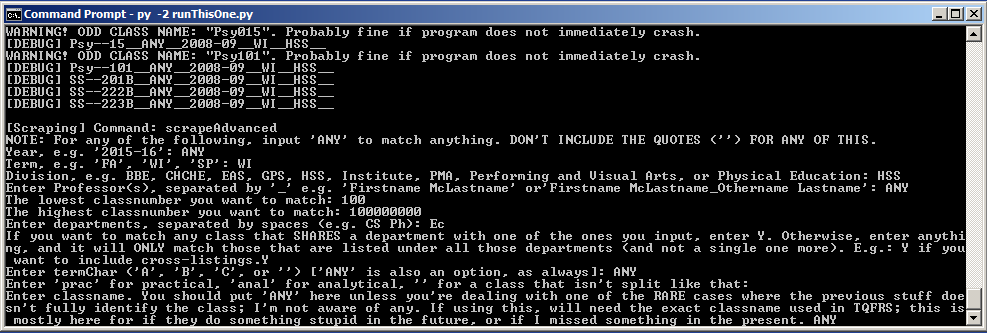 Command Prompt - py -2 runThisOne.py
WARNING! ODD CLASS NAME: "Psy015". Probably fine if program does not immediately crash.
[DEBUG] Psy--15__ANY__2008-09__WI__HSS__
WARNING! ODD CLASS NAME: "Psy101". Probably fine if program does not immediately crash.
[DEBUG] Psy--101__ANY__2008-09__WI__HSS__
[DEBUG] SS--201B__ANY__2008-09__WI__HSS__
[DEBUG] SS--222B__ANY__2008-09__WI__HSS__
[DEBUG] SS--223B__ANY__2008-09__WI__HSS__
[Scraping] Command: scrapeAdvanced
NOTE: For any of the following, input 'ANY' to match anything. DON'T INCLUDE THE QUOTES ('') FOR ANY OF THIS.
Year, e.g. '2015-16': ANY
Term, e.g. 'FA', 'WI', 'SP': WI
Division, e.g. BBE, CHCHE, EAS, GPS, HSS, Institute, PMA, Performing and Visual Arts, or Physical Education: HSS
Enter Professor(s), separated by '_' e.g. 'Firstname McLastname' or'Firstname McLastname_Othername Lastname': ANY
The lowest classnumber you want to match: 100
The highest classnumber you want to match: 100000000
Enter departments, separated by spaces (e.g. CS Ph): Ec
If you want to match any class that SHARES a department with one of the ones you input, enter Y. Otherwise, enter anythi
ng, and it will ONLY match those that are listed under all those departments (and not a single one more). E.g.: Y if you
 want to include cross-listings.Y
Enter termChar ('A', 'B', 'C', or '') ['ANY' is also an option, as always]: ANY
Enter 'prac' for practical, 'anal' for analytical, '' for a class that isn't split like that:
Enter classname. You should put 'ANY' here unless you're dealing with one of the RARE cases where the previous stuff doe
sn't fully identify the class; I'm not aware of any. If using this, will need the exact classname used in TQFRS; this is
 mostly here for if they do something stupid in the future, or if I missed something in the present. ANY